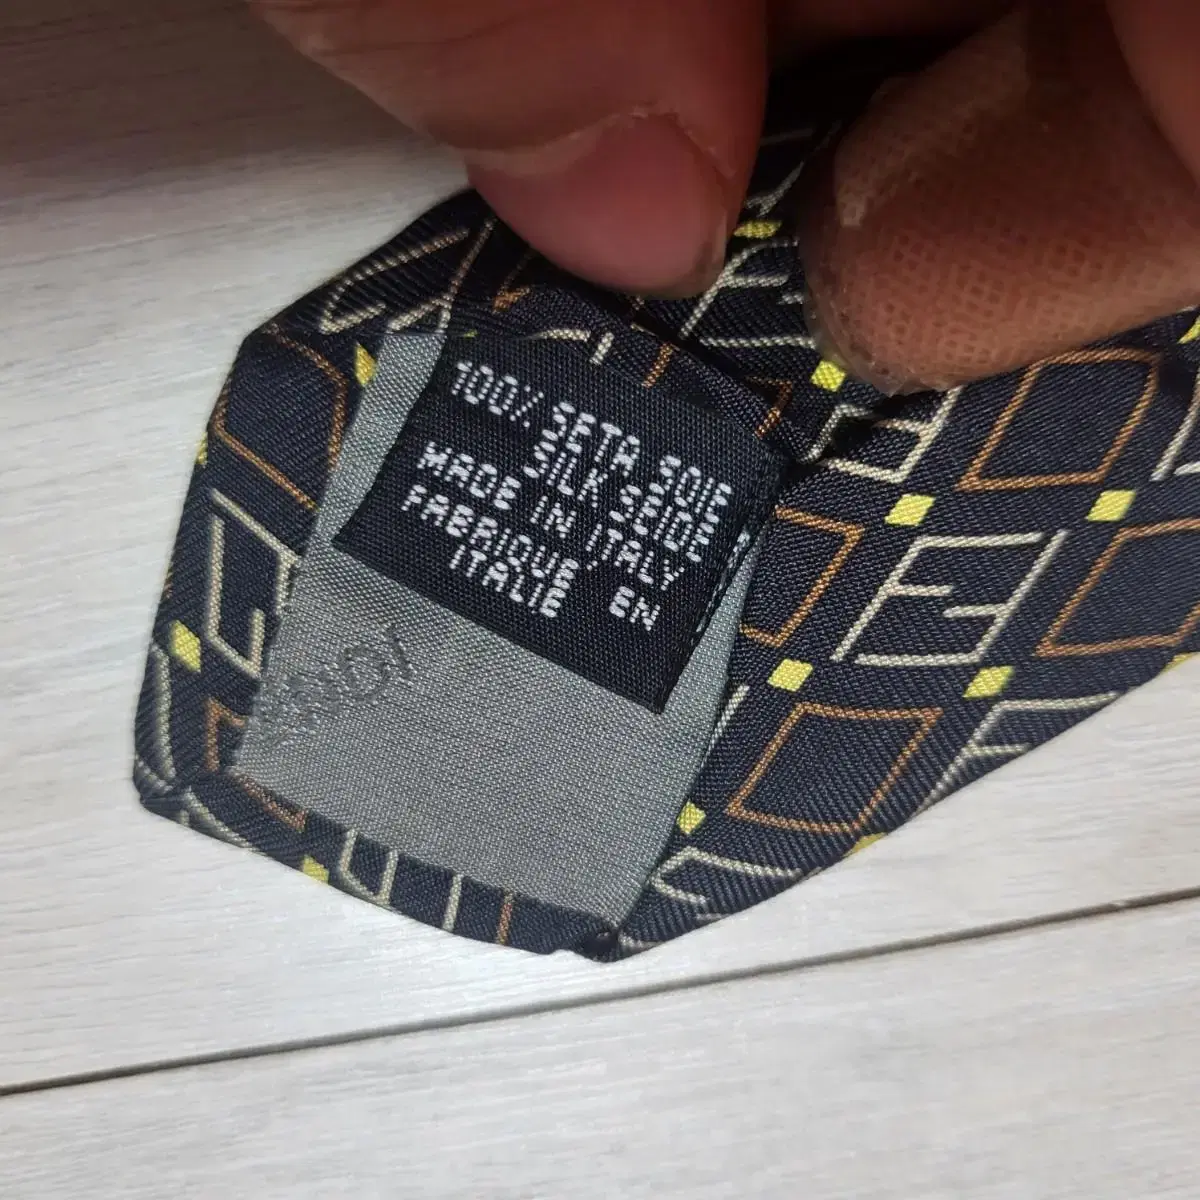 100% SETA SOIE
SILK SEIDE
MADE IN ITALY
FABRIQUE' EN
ITALIE